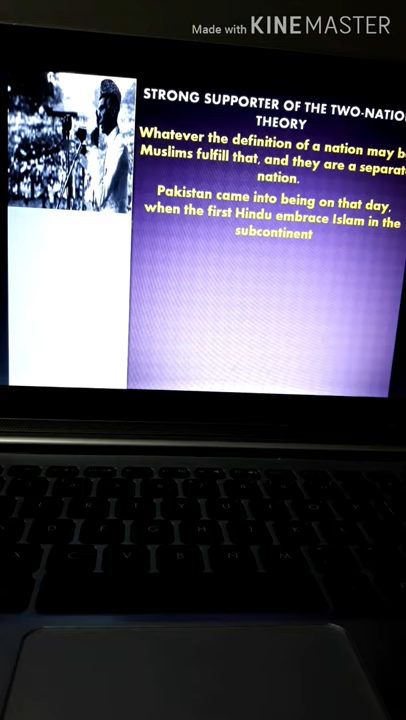 Made with KINEMASTER
STRONG SUPPORTER OF THE TWO-NATIO
THEORY
Whatever the definition of a nation may b
Muslims fulfill that, and they are a separat
nation.
Pakistan came into being on that day,
when the first Hindu embrace Islam in the
subcontinent